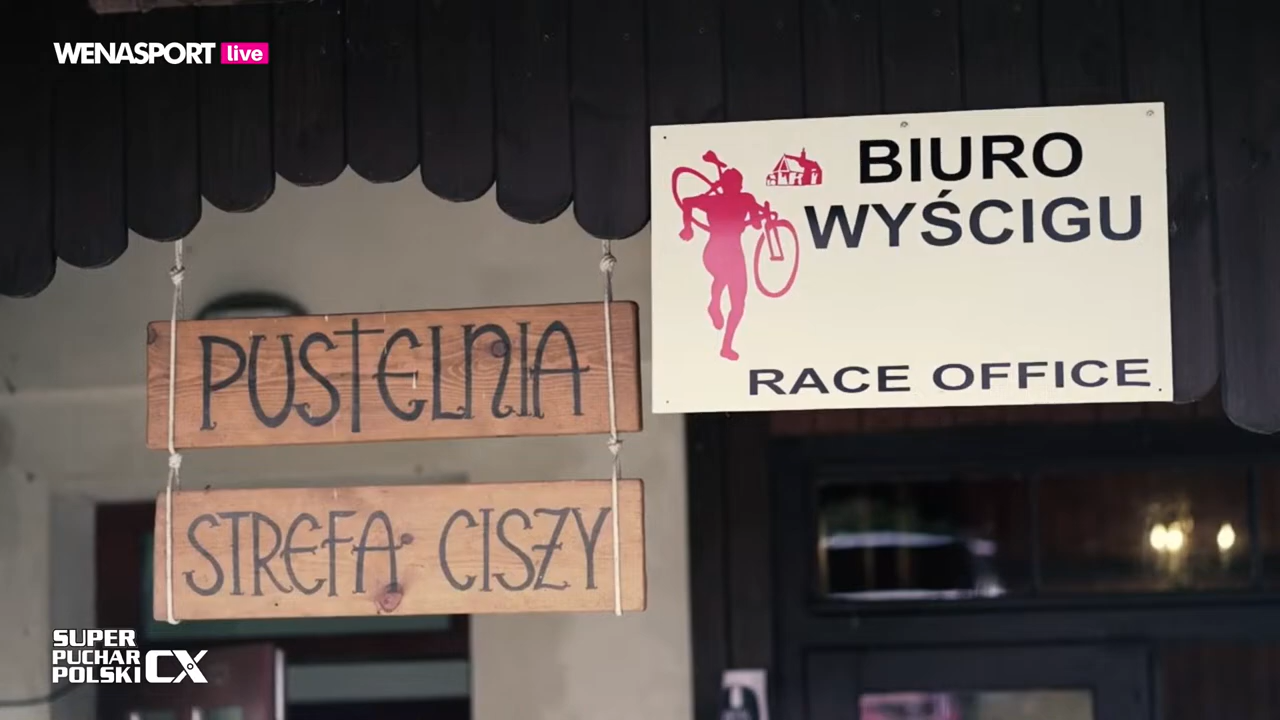 WENASPORT live
BIURO
WYŚCIGU
RACE OFFICE
PUSTELNIA
STREFA CISZY
SUPER
PUCHAR
POLSKI CX